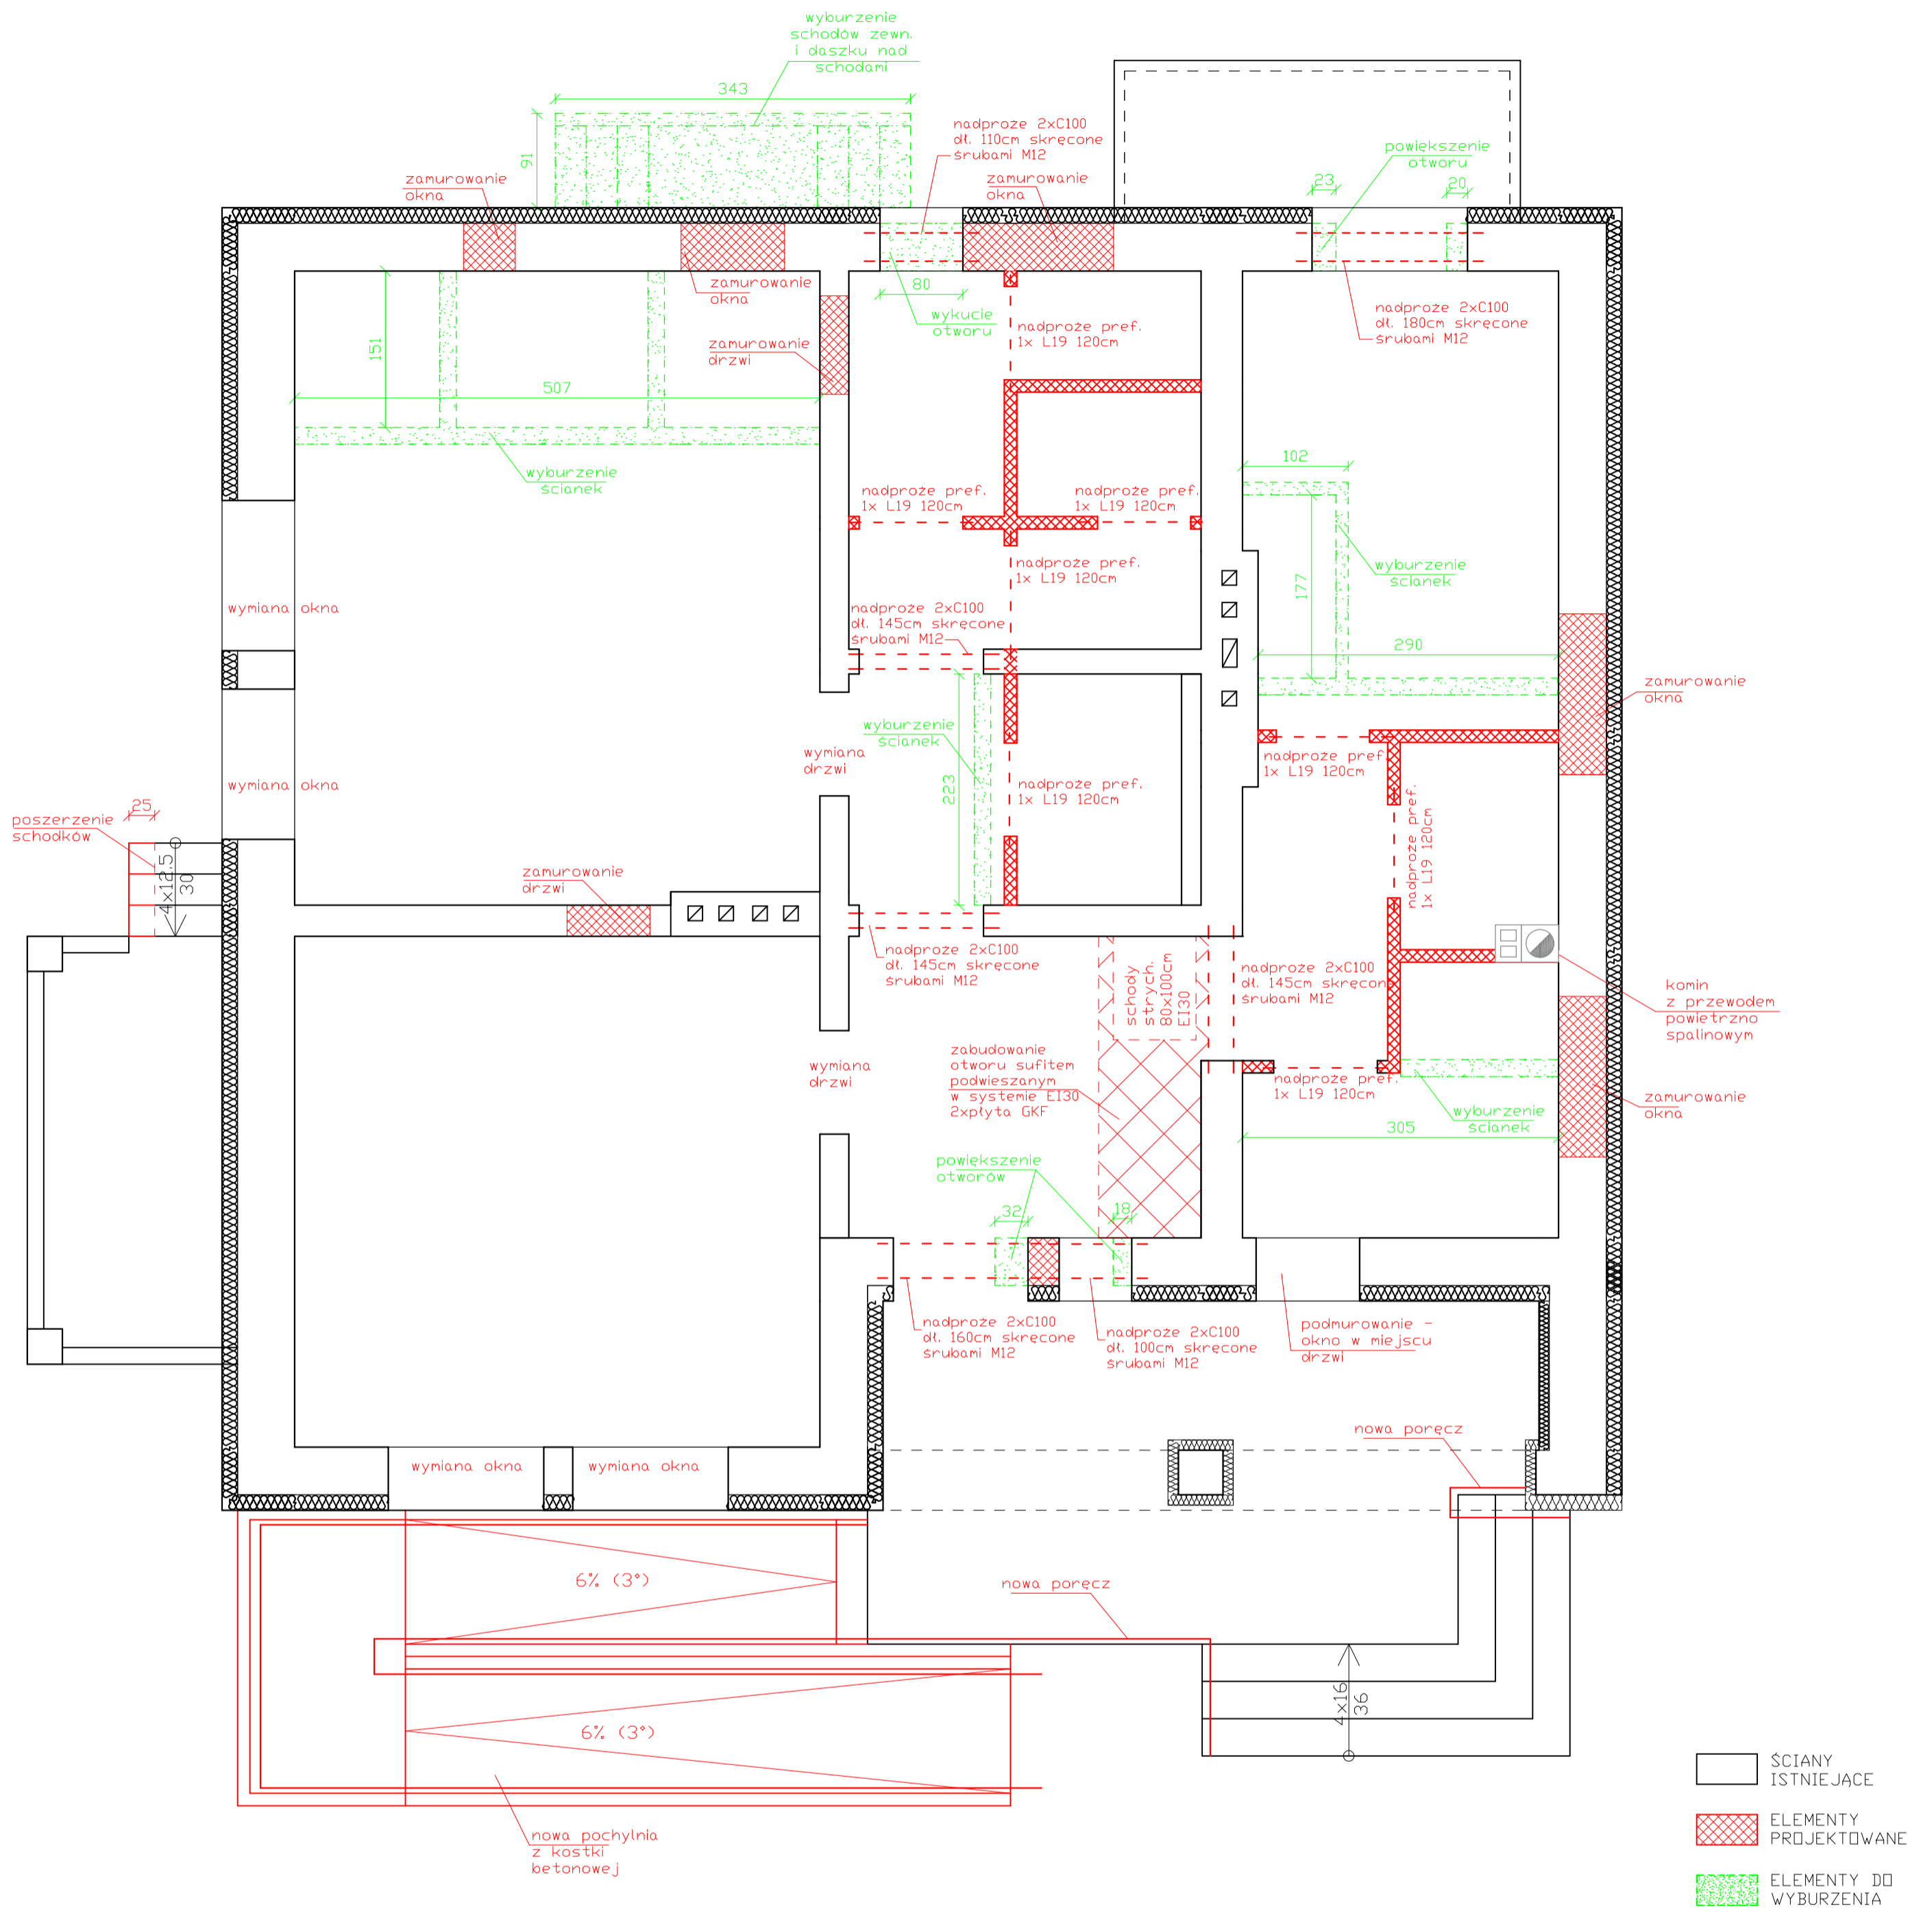 wyburzenie
schodów zewn.
i daszku nad
schodami
343
91
nadproże 2xC100
dł. 110cm skręcone
śrubami M12
zamurowanie
okna
zamurowanie
okna
powiększenie
otworu
23
20
zamurowanie
okna
80
wykucie
otworu
nadproże 2xC100
dł. 180cm skręcone
śrubami M12
nadproże pref.
1x L19 120cm
zamurowanie
drzwi
151
507
wyburzenie
ścianek
102
nadproże pref.
1x L19 120cm
nadproże pref.
1x L19 120cm
nadproże pref.
1x L19 120cm
wyburzenie
ścianek
177
wymiana okna
nadproże 2xC100
dł. 145cm skręcone
śrubami M12
290
zamurowanie
okna
wyburzenie
ścianek
223
wymiana
drzwi
nadproże pref.
1x L19 120cm
nadproże pref.
1x L19 120cm
nadproże pref.
1x L19 120cm
wymiana okna
25
poszerzenie
schodków
4x12.5
30
zamurowanie
drzwi
nadproże 2xC100
dł. 145cm skręcone
śrubami M12
schody
strych.
80x100cm
EI30
nadproże 2xC100
dł. 145cm skręcone
śrubami M12
komin
z przewodem
powietrzno
spalinowym
zabudowanie
otworu sufitem
podwieszanym
w systemie EI30
2xpłyta GKF
wymiana
drzwi
nadproże pref.
1x L19 120cm
wyburzenie
ścianek
zamurowanie
okna
305
powiększenie
otworów
32
18
nadproże 2xC100
dł. 160cm skręcone
śrubami M12
nadproże 2xC100
dł. 100cm skręcone
śrubami M12
podmurowanie –
okno w miejscu
drzwi
nowa poręcz
wymiana okna
wymiana okna
6% (3°)
nowa poręcz
4x16
36
6% (3°)
nowa pochylnia
z kostki
betonowej
ŚCIANY
ISTNIEJĄCE
ELEMENTY
PROJEKTOWANE
ELEMENTY DO
WYBURZENIA